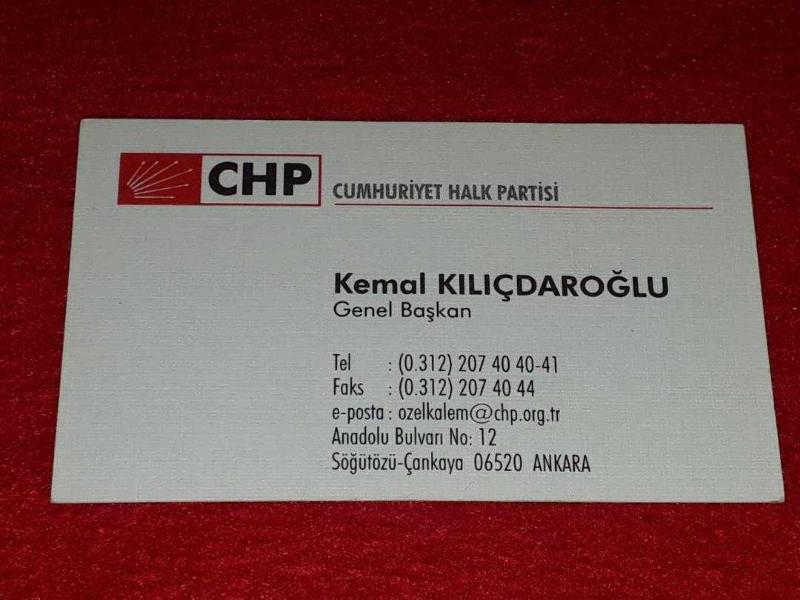 CHP CUMHURİYET HALK PARTİSİ
Kemal KILIÇDAROĞLU
Genel Başkan
Tel : (0.312) 207 40 40-41
Faks : (0.312) 207 40 44
e-posta : ozelkalem@chp.org.tr
Anadolu Bulvarı No: 12
Söğütözü-Çankaya 06520 ANKARA